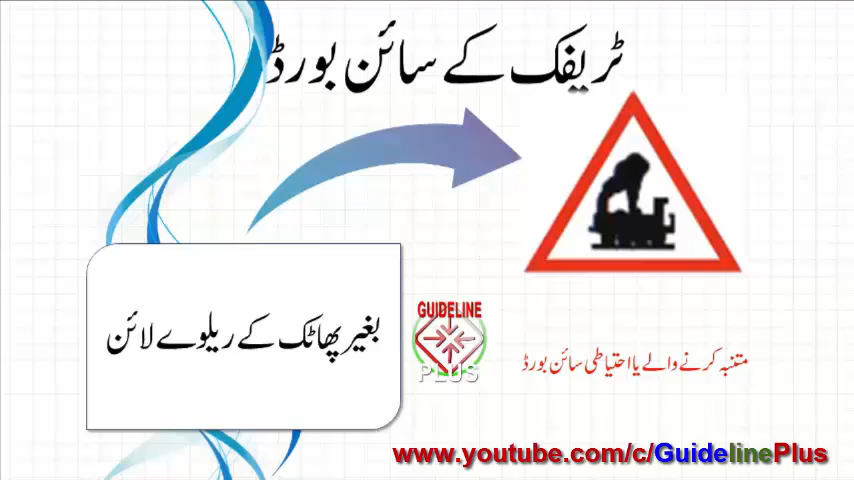 ٹریفک کے سائن بورڈ
بغیر پھاٹک کے ریلوے لائن
GUIDELINE
PLUS
متنبہ کرنے والے یا احتیاطی سائن بورڈ
www.youtube.com/c/GuidelinePlus